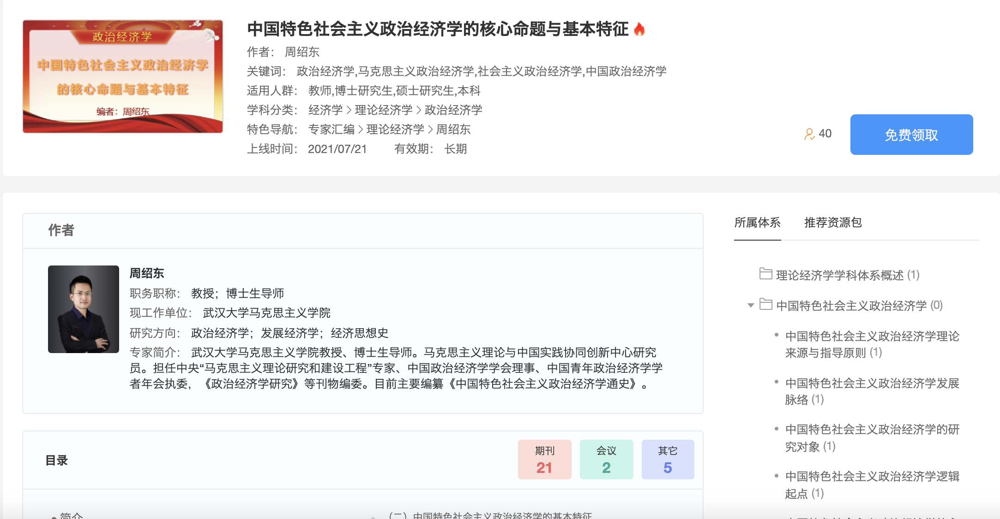 政治经济学
中国特色社会主义政治经济学
的核心命题与基本特征
编者：周绍东
中国特色社会主义政治经济学的核心命题与基本特征
作者： 周绍东
关键词： 政治经济学,马克思主义政治经济学,社会主义政治经济学,中国政治经济学
适用人群： 教师,博士研究生,硕士研究生,本科
学科分类： 经济学 > 理论经济学 > 政治经济学
特色导航： 专家汇编 > 理论经济学 > 周绍东
上线时间： 2021/07/21 有效期： 长期
40
免费领取
作者
周绍东
职务职称： 教授；博士生导师
现工作单位： 武汉大学马克思主义学院
研究方向： 政治经济学；发展经济学；经济思想史
专家简介： 武汉大学马克思主义学院教授、博士生导师。马克思主义理论与中国实践协同创新中心研究
员。担任中央“马克思主义理论研究和建设工程”专家、中国政治经济学学会理事、中国青年政治经济学学
者年会执委，《政治经济学研究》等刊物编委。目前主要编纂《中国特色社会主义政治经济学通史》。
目录
期刊
21
会议
2
其它
5
简介
（二）中国特色社会主义政治经济学的基本特征
所属体系 推荐资源包
理论经济学学科体系概述 (1)
中国特色社会主义政治经济学 (0)
中国特色社会主义政治经济学理论
来源与指导原则 (1)
中国特色社会主义政治经济学发展
脉络 (1)
中国特色社会主义政治经济学的研
究对象 (1)
中国特色社会主义政治经济学逻辑
起点 (1)